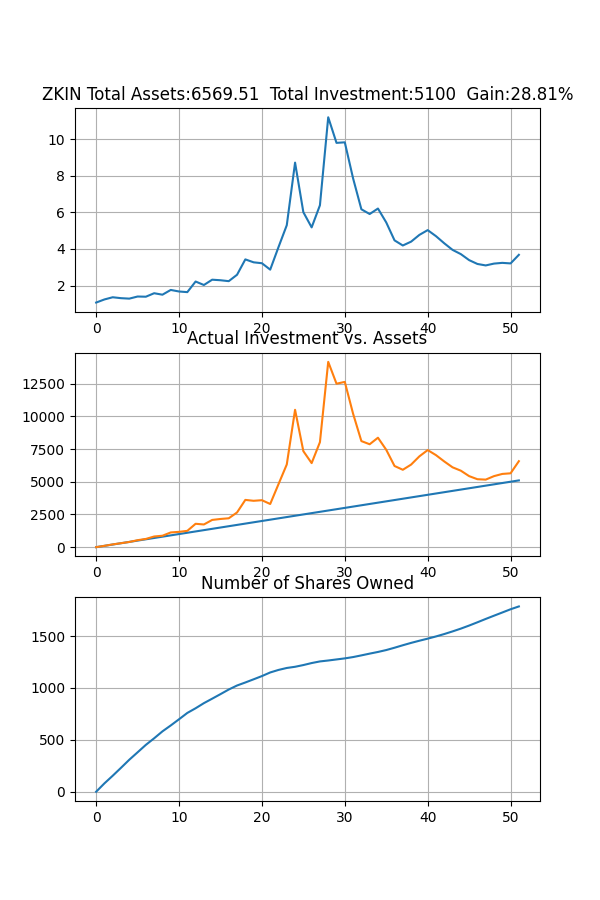 ZKIN Total Assets:6569.51  Total Investment:5100  Gain:28.81%
10
8
6
4
2
0 10 20 30 40 50
Actual Investment vs. Assets
12500
10000
7500
5000
2500
0
0 10 20 30 40 50
Number of Shares Owned
1500
1000
500
0
0 10 20 30 40 50